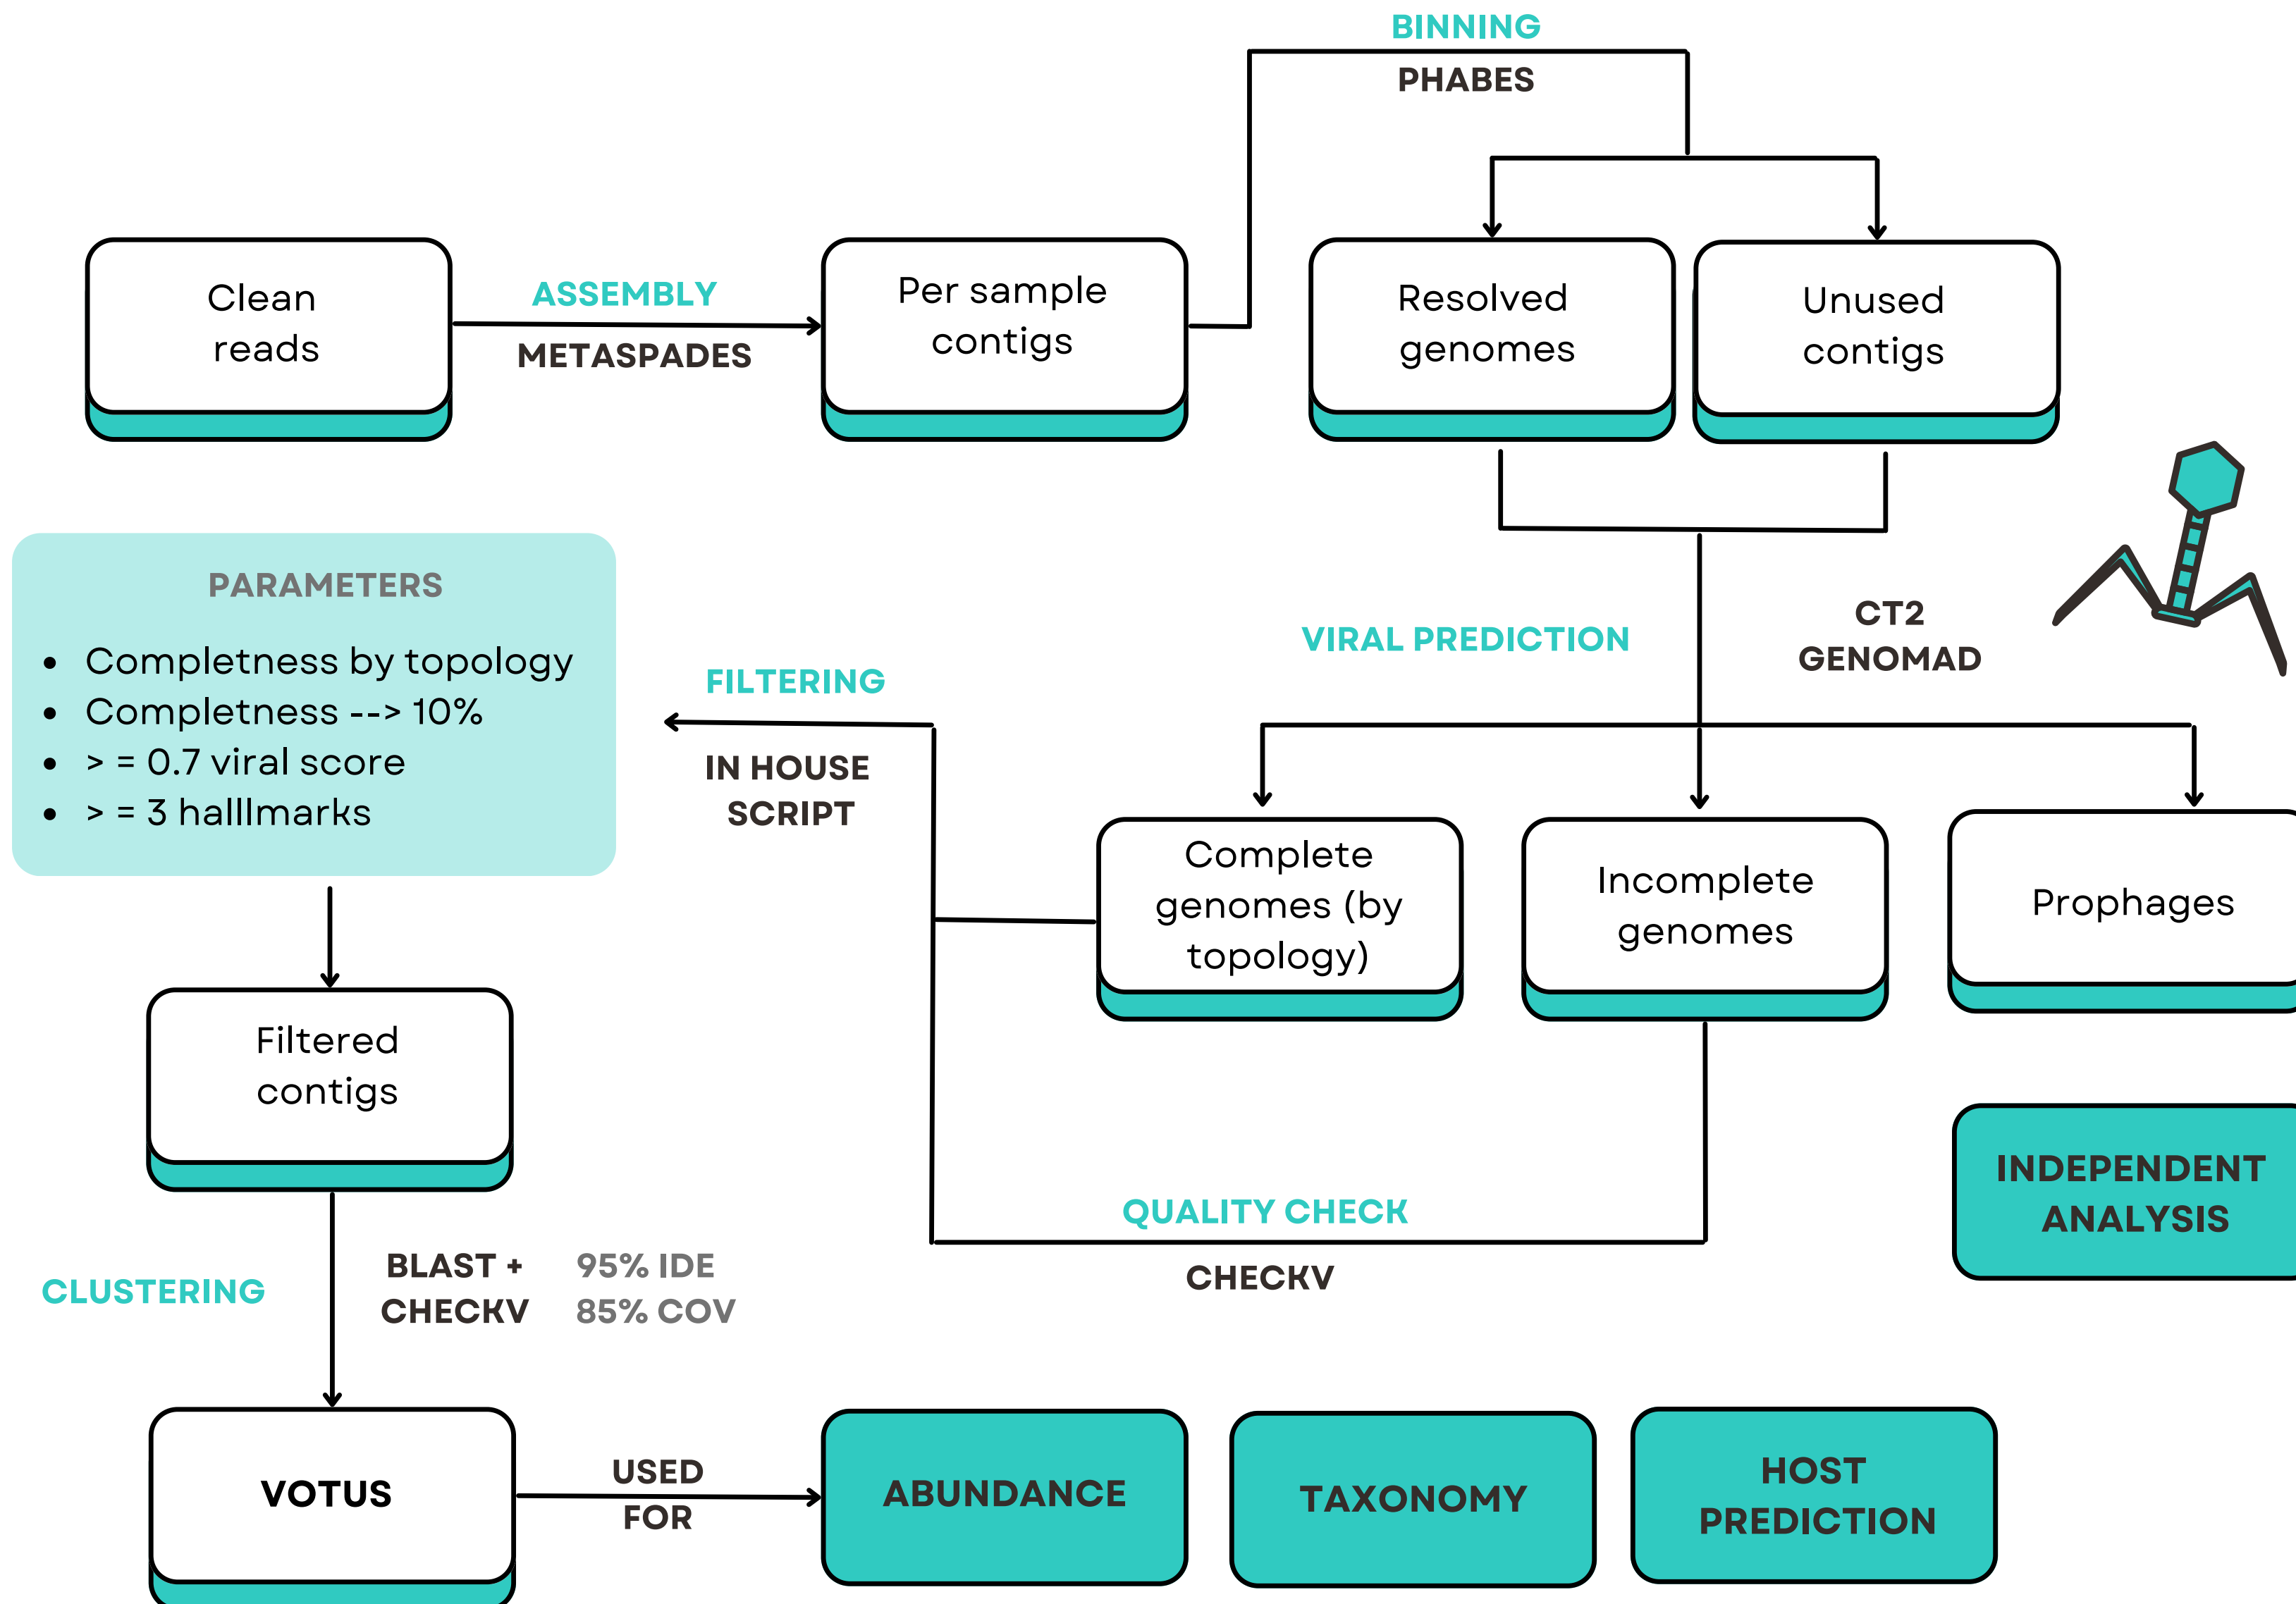 BINNING
PHABES
Clean
reads
ASSEMBLY
METASPADES
Per sample
contigs
Resolved
genomes
Unused
contigs
PARAMETERS
• Completness by topology
• Completness --> 10%
• > = 0.7 viral score
• > = 3 halllmarks
FILTERING
IN HOUSE
SCRIPT
VIRAL PREDICTION
CT2
GENOMAD
Complete
genomes (by
topology)
Incomplete
genomes
Prophages
Filtered
contigs
INDEPENDENT
ANALYSIS
QUALITY CHECK
CHECKV
CLUSTERING
BLAST +
CHECKV
95% IDE
85% COV
VOTUS
USED
FOR
ABUNDANCE
TAXONOMY
HOST
PREDICTION